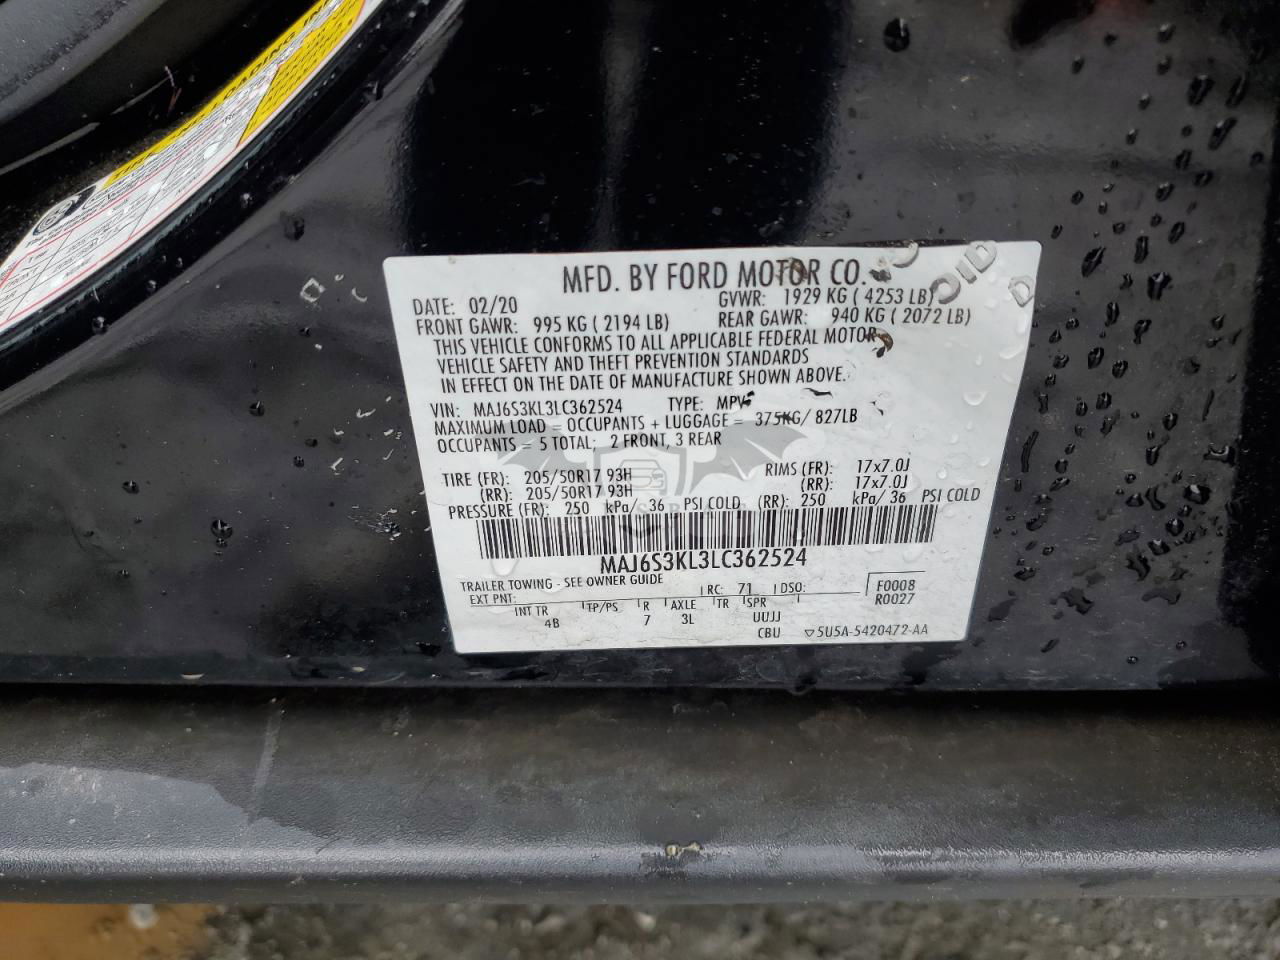 MFD. BY FORD MOTOR CO.
DATE: 02/20 GVWR: 1929 KG ( 4253 LB)
FRONT GAWR: 995 KG ( 2194 LB) REAR GAWR: 940 KG ( 2072 LB)
THIS VEHICLE CONFORMS TO ALL APPLICABLE FEDERAL MOTOR
VEHICLE SAFETY AND THEFT PREVENTION STANDARDS
IN EFFECT ON THE DATE OF MANUFACTURE SHOWN ABOVE.
VIN: MAJ6S3KL3LC362524 TYPE: MPV
MAXIMUM LOAD = OCCUPANTS + LUGGAGE = 375KG/ 827LB
OCCUPANTS = 5 TOTAL; 2 FRONT, 3 REAR
TIRE (FR): 205/50R17 93H RIMS (FR): 17x7.0J
(RR): 205/50R17 93H (RR): 17x7.0J
PRESSURE (FR): 250 kPa/ 36 PSI COLD (RR): 250 kPa/ 36 PSI COLD
MAJ6S3KL3LC362524
TRAILER TOWING - SEE OWNER GUIDE
EXT PNT: RC: 71 DSO: F0008
R0027
INT TR TP/PS R AXLE TR SPR
4B 7 3L UUJJ
CBU 5U5A-5420472-AA